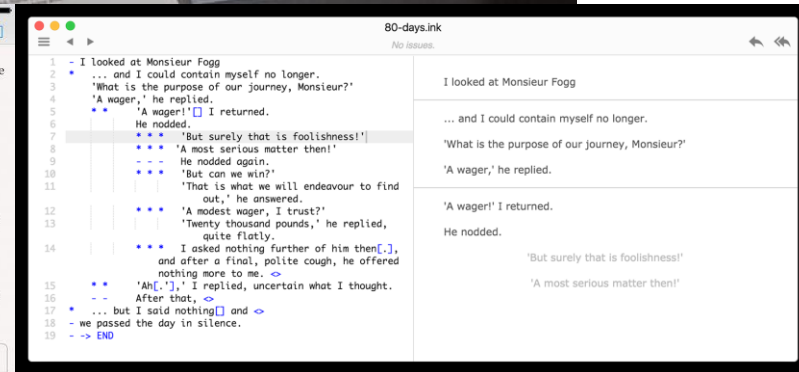 80-days.ink
No issues.
1 - I looked at Monsieur Fogg
2 * ... and I could contain myself no longer.
3 'What is the purpose of our journey, Monsieur?'
4 'A wager,' he replied.
5 * * 'A wager!'[] I returned.
6 He nodded.
7 * * * 'But surely that is foolishness!'
8 * * * 'A most serious matter then!'
9 - - - He nodded again.
10 * * * 'But can we win?'
11 'That is what we will endeavour to find
out,' he answered.
12 * * * 'A modest wager, I trust?'
13 'Twenty thousand pounds,' he replied,
quite flatly.
14 * * * I asked nothing further of him then[.],
and after a final, polite cough, he offered
nothing more to me. <>
15 * * 'Ah[.'],' I replied, uncertain what I thought.
16 - - After that, <>
17 * ... but I said nothing[] and <>
18 - we passed the day in silence.
19 - -> END
I looked at Monsieur Fogg
... and I could contain myself no longer.
'What is the purpose of our journey, Monsieur?'
'A wager,' he replied.
'A wager!' I returned.
He nodded.
'But surely that is foolishness!'
'A most serious matter then!'